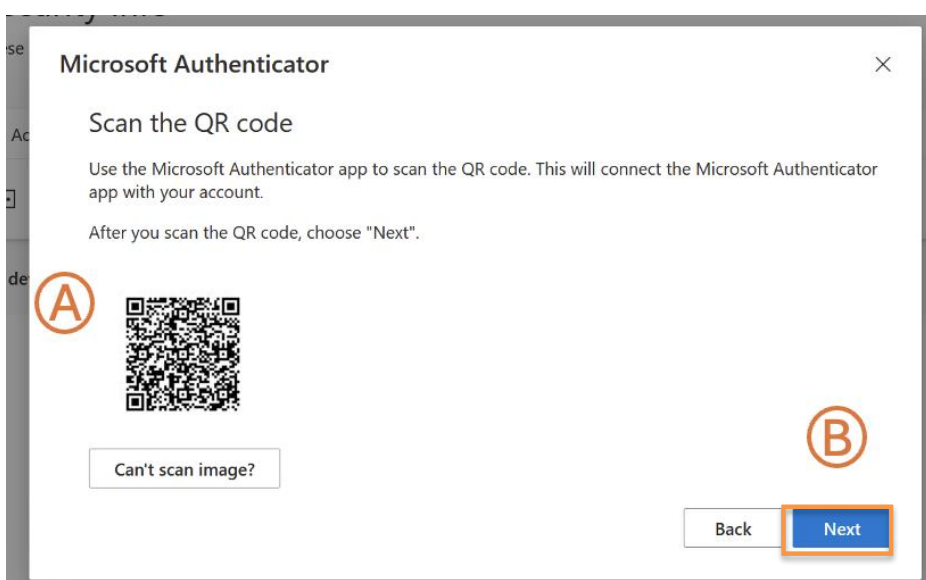 Microsoft Authenticator
Scan the QR code
Use the Microsoft Authenticator app to scan the QR code. This will connect the Microsoft Authenticator
app with your account.
After you scan the QR code, choose "Next".
A
B
Can't scan image?
Back
Next